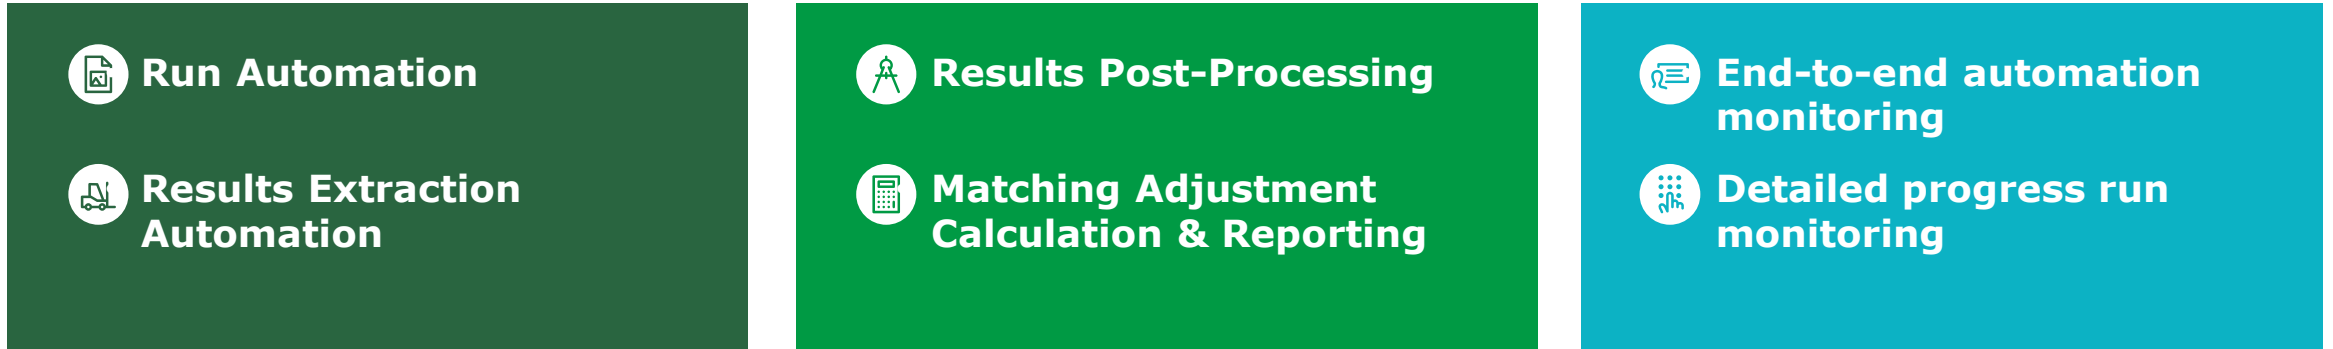 Run Automation
Results Extraction
Automation
Results Post-Processing
Matching Adjustment
Calculation & Reporting
End-to-end automation
monitoring
Detailed progress run
monitoring